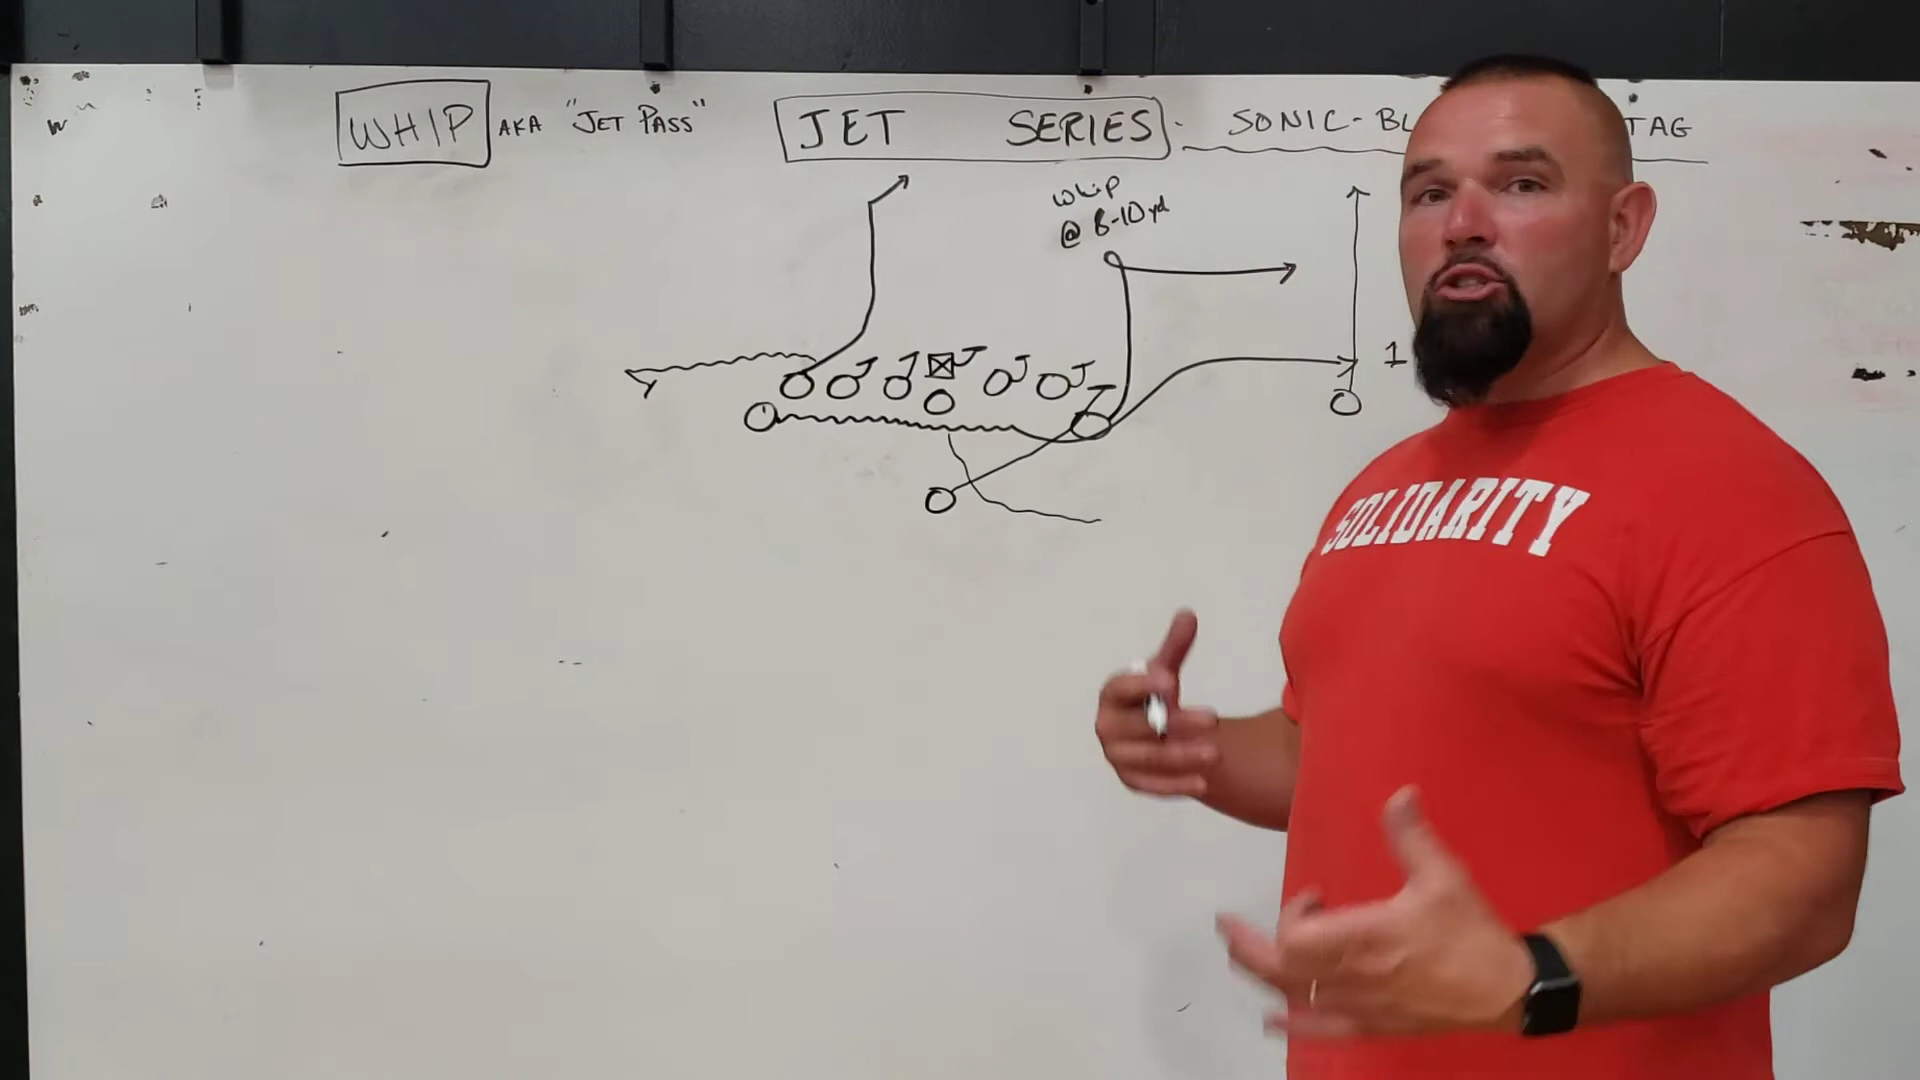 WHIP AKA "JET PASS"
JET SERIES - SONIC-BL TAG
Whip
@ 8-10yd
1
SOLIDARITY
W